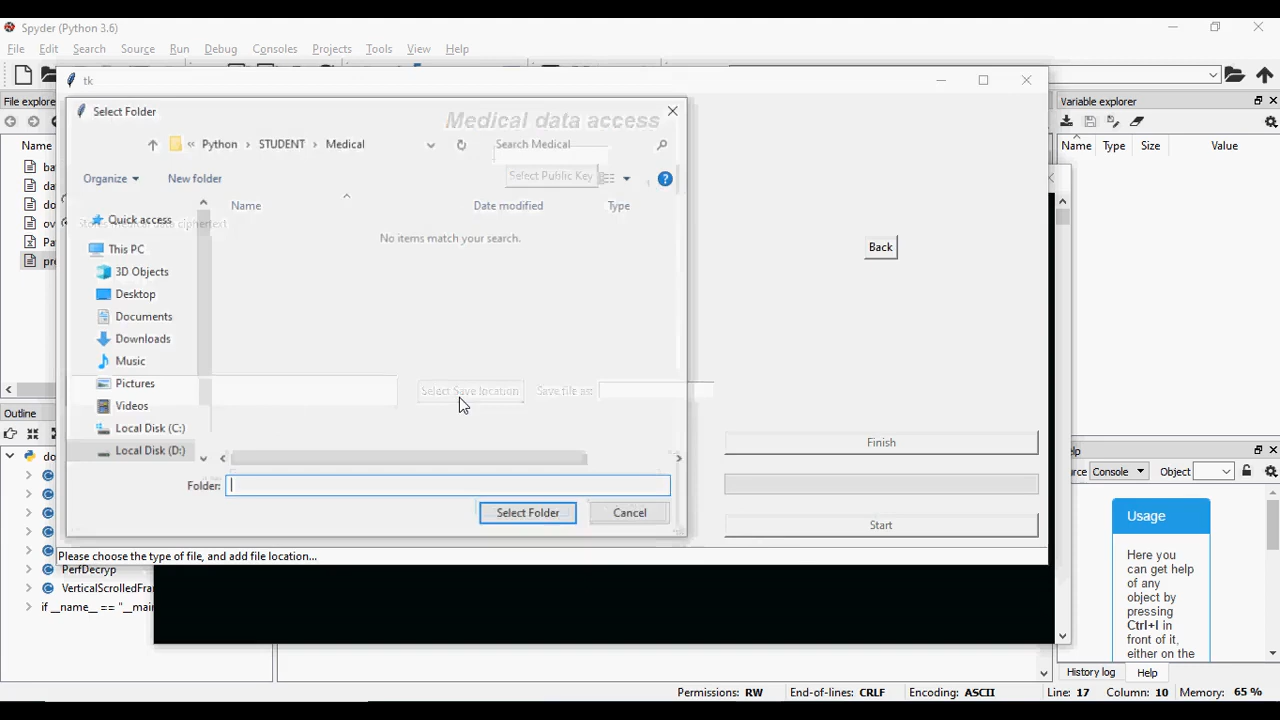 Spyder (Python 3.6)
File Edit Search Source Run Debug Consoles Projects Tools View Help
tk
File explore
Variable explorer
Select Folder
Medical data access
« Python › STUDENT › Medical
Search Medical
Name
Name Type Size Value
Organize New folder
Select Public Key
Name Date modified Type
Quick access
Stores medical data ciphertext
No items match your search.
Back
This PC
3D Objects
Desktop
Documents
Downloads
Music
Pictures
Select Save location Save file as:
Videos
Outline
Local Disk (C:)
Finish
Local Disk (D:)
Console Object
Folder:
Select Folder Cancel
Usage
Start
Please choose the type of file, and add file location...
Here you
can get help
of any
object by
pressing
Ctrl+I in
front of it,
either on the
PerfDecryp
VerticalScrolledFra
if __name__ == "__mai
History log Help
Permissions: RW End-of-lines: CRLF Encoding: ASCII Line: 17 Column: 10 Memory: 65 %